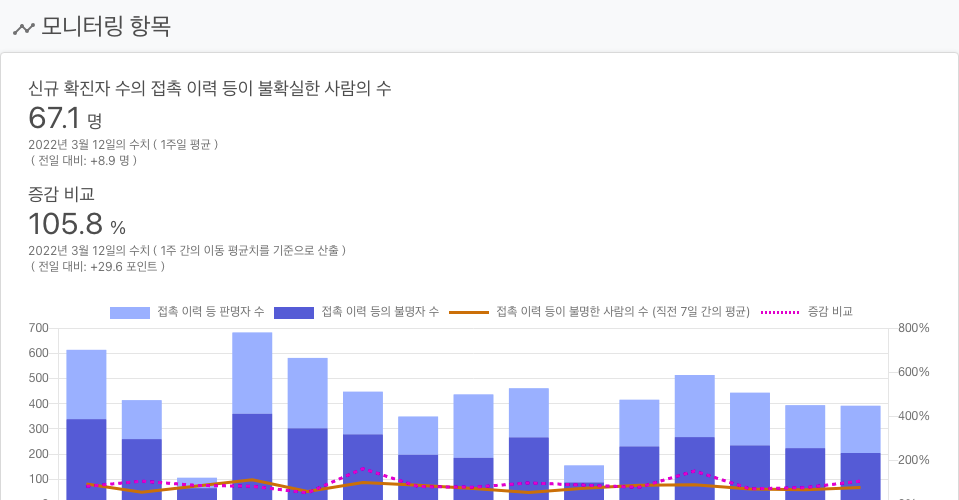 모니터링 항목
신규 확진자 수의 접촉 이력 등이 불확실한 사람의 수
67.1 명
2022년 3월 12일의 수치 ( 1주일 평균 )
( 전일 대비: +8.9 명 )
증감 비교
105.8 %
2022년 3월 12일의 수치 ( 1주 간의 이동 평균치를 기준으로 산출 )
( 전일 대비: +29.6 포인트 )
접촉 이력 등 판명자 수 접촉 이력 등의 불명자 수 접촉 이력 등이 불명한 사람의 수 (직전 7일 간의 평균) 증감 비교
700 800%
600
500 600%
400 400%
300
200 200%
100